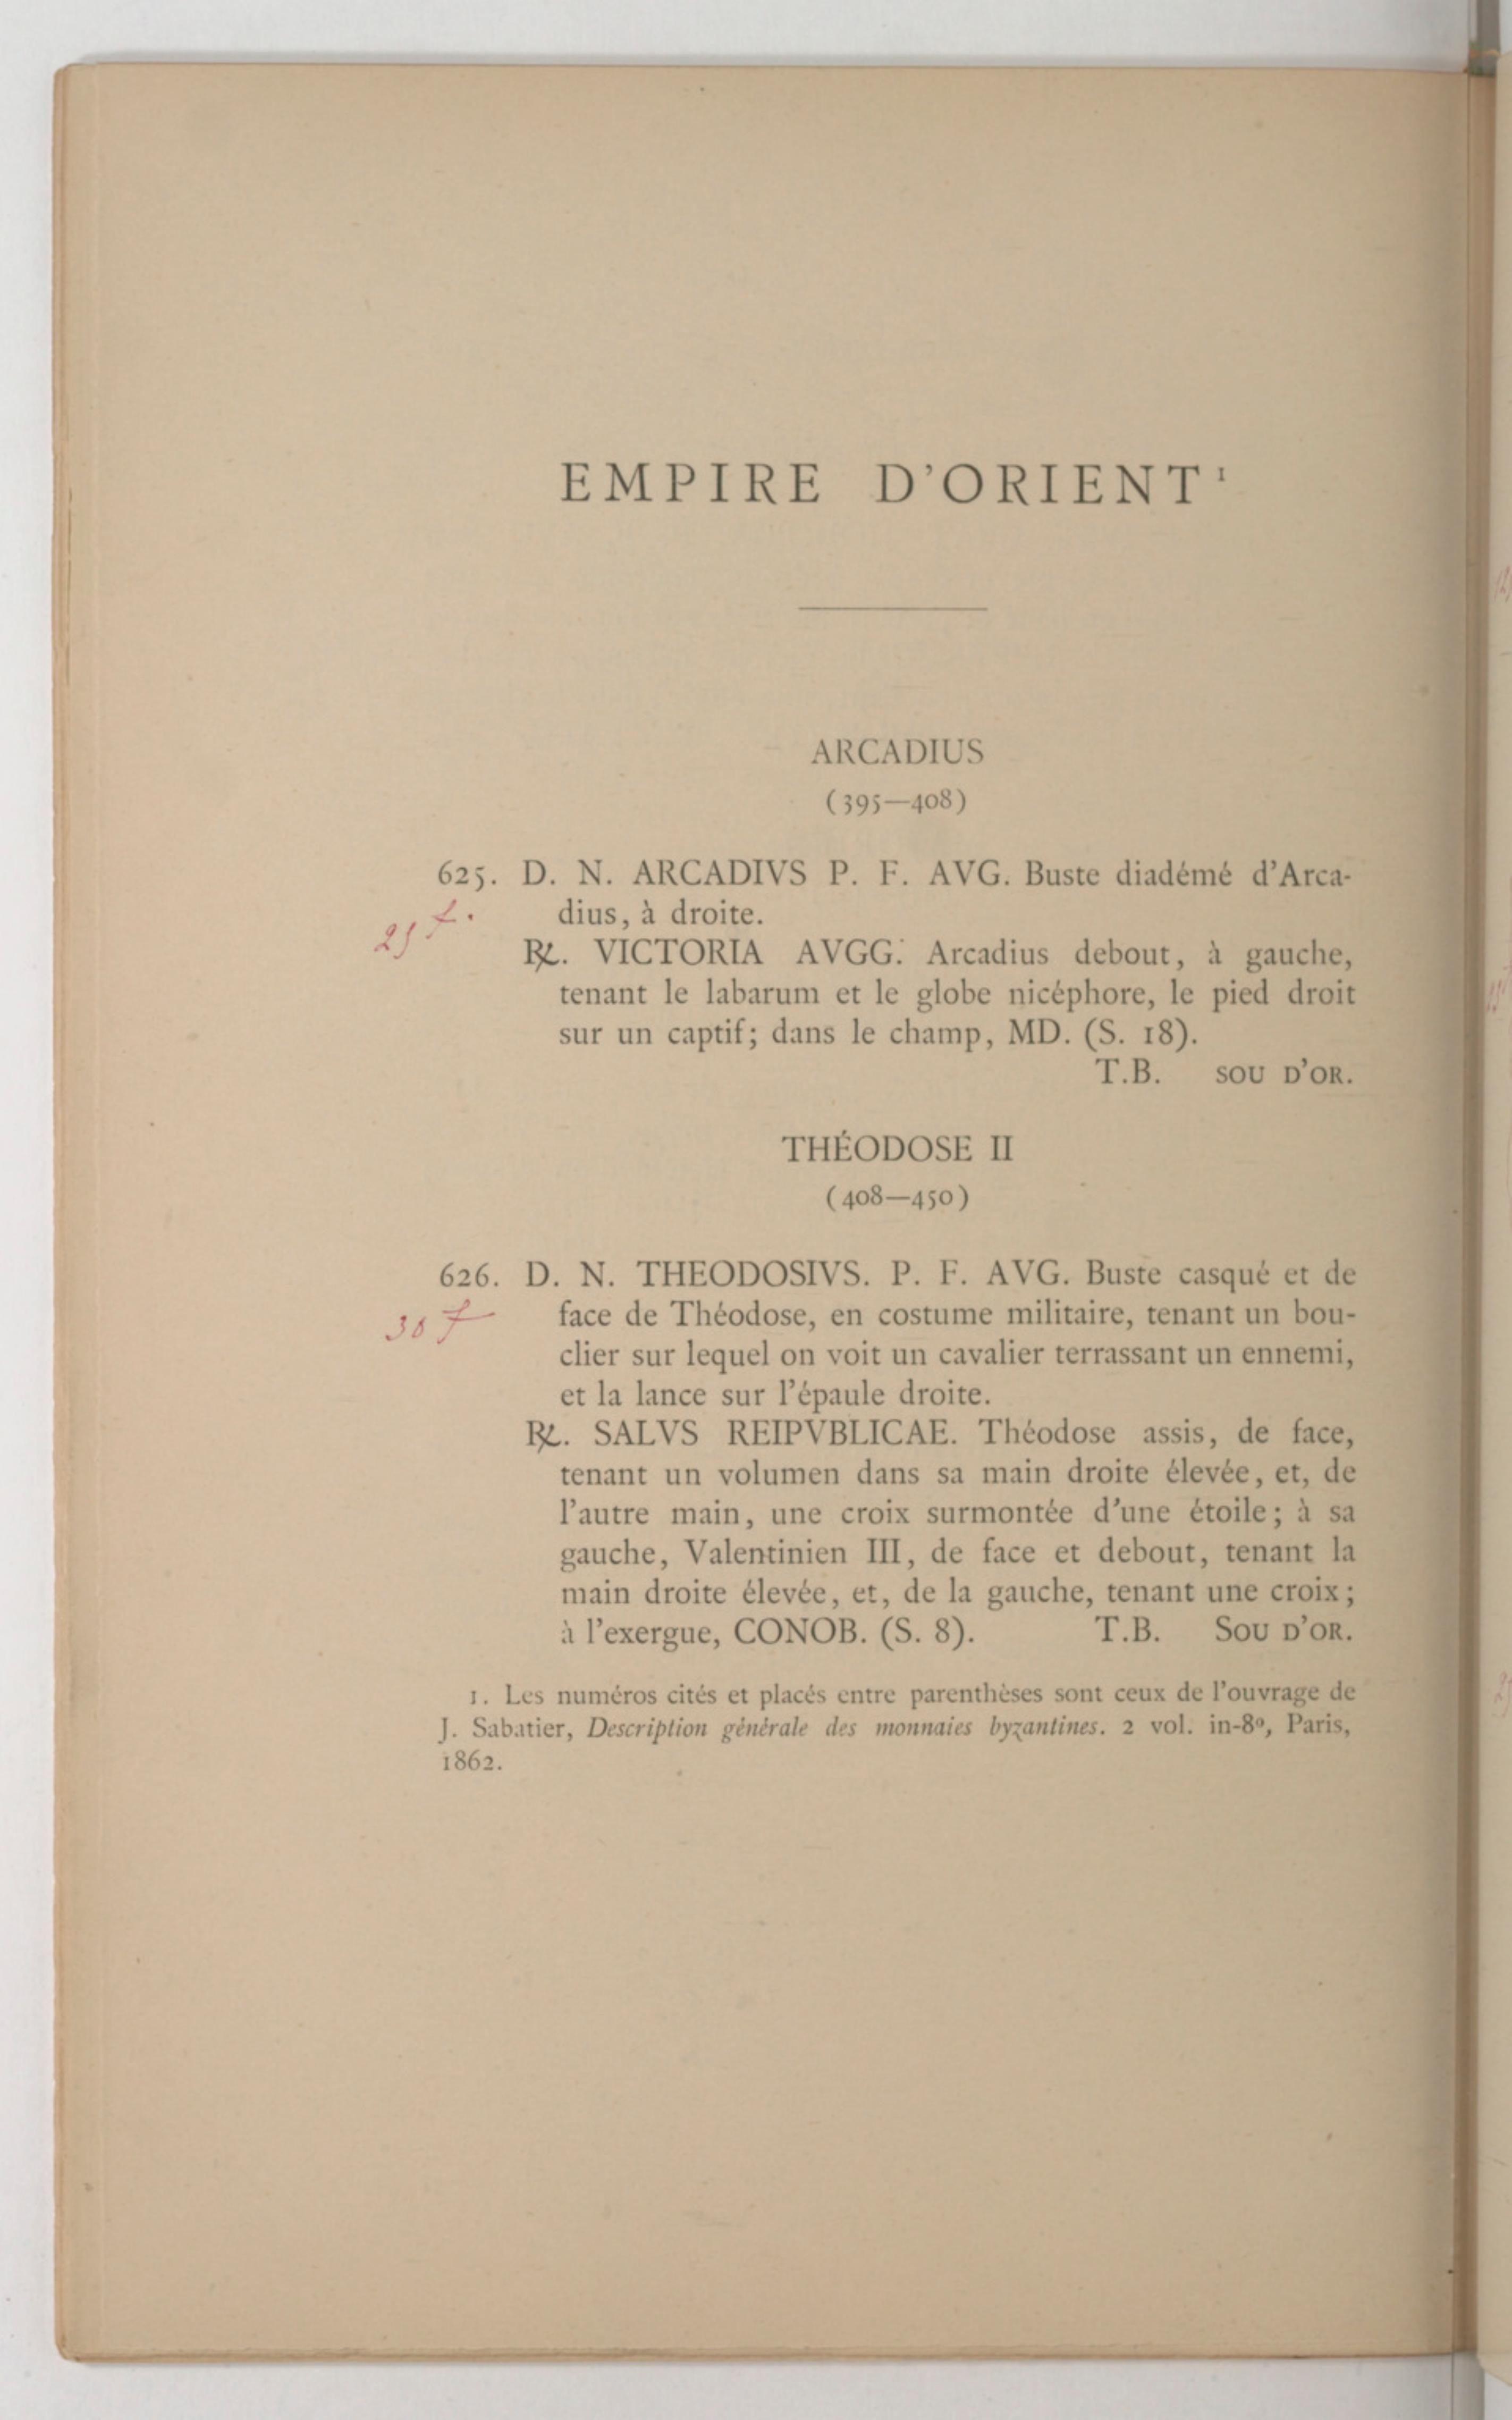 EMPIRE D'ORIENT¹
ARCADIUS
(395—408)
625. D. N. ARCADIVS P. F. AVG. Buste diadémé d'Arca-
dius, à droite.
℞. VICTORIA AVGG. Arcadius debout, à gauche,
tenant le labarum et le globe nicéphore, le pied droit
sur un captif; dans le champ, MD. (S. 18).
T.B. SOU D'OR.
THÉODOSE II
(408—450)
626. D. N. THEODOSIVS. P. F. AVG. Buste casqué et de
30 f
face de Théodose, en costume militaire, tenant un bou-
clier sur lequel on voit un cavalier terrassant un ennemi,
et la lance sur l'épaule droite.
℞. SALVS REIPVBLICAE. Théodose assis, de face,
tenant un volumen dans sa main droite élevée, et, de
l'autre main, une croix surmontée d'une étoile; à sa
gauche, Valentinien III, de face et debout, tenant la
main droite élevée, et, de la gauche, tenant une croix;
à l'exergue, CONOB. (S. 8). T.B. SOU D'OR.
1. Les numéros cités et placés entre parenthèses sont ceux de l'ouvrage de
J. Sabatier, Description générale des monnaies byzantines. 2 vol. in-8º, Paris,
1862.